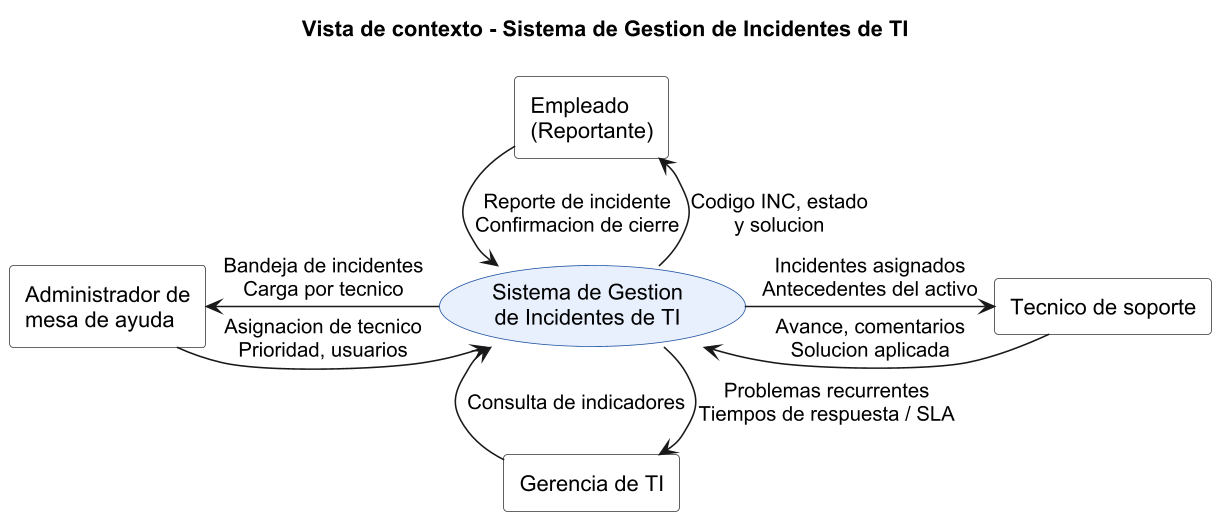 Vista de contexto - Sistema de Gestion de Incidentes de TI
Empleado
(Reportante)
Reporte de incidente
Confirmacion de cierre
Codigo INC, estado
y solucion
Bandeja de incidentes
Carga por tecnico
Incidentes asignados
Antecedentes del activo
Administrador de
mesa de ayuda
Sistema de Gestion
de Incidentes de TI
Tecnico de soporte
Asignacion de tecnico
Prioridad, usuarios
Avance, comentarios
Solucion aplicada
Consulta de indicadores
Problemas recurrentes
Tiempos de respuesta / SLA
Gerencia de TI